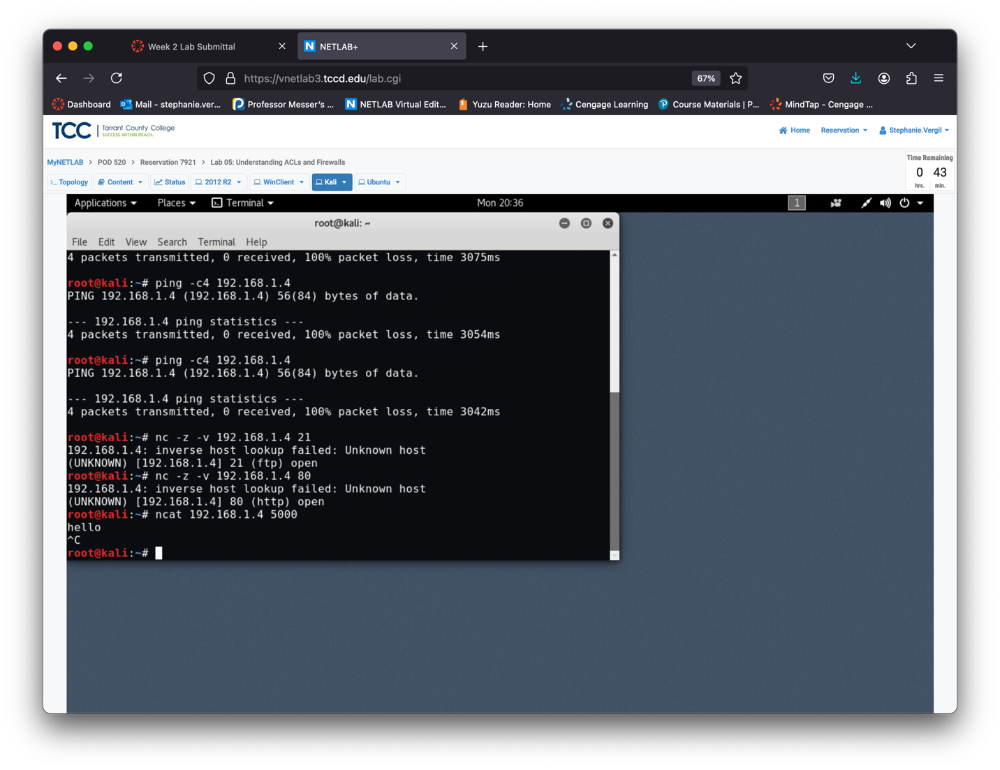 Week 2 Lab Submittal
NETLAB+
https://vnetlab3.tccd.edu/lab.cgi
67%
Dashboard
Mail - stephanie.ver...
Professor Messer's ...
NETLAB Virtual Edit...
Yuzu Reader: Home
Cengage Learning
Course Materials | P...
MindTap - Cengage ...
TCC Tarrant County College
SUCCESS WITHIN REACH.
Home Reservation Stephanie.Vergil
MyNETLAB > POD 520 > Reservation 7921 > Lab 05: Understanding ACLs and Firewalls
Time Remaining
0 43
hrs. min.
Topology Content Status 2012 R2 WinClient Kali Ubuntu
Applications Places Terminal Mon 20:36 1
root@kali: ~
File Edit View Search Terminal Help
4 packets transmitted, 0 received, 100% packet loss, time 3075ms
root@kali:~# ping -c4 192.168.1.4
PING 192.168.1.4 (192.168.1.4) 56(84) bytes of data.
--- 192.168.1.4 ping statistics ---
4 packets transmitted, 0 received, 100% packet loss, time 3054ms
root@kali:~# ping -c4 192.168.1.4
PING 192.168.1.4 (192.168.1.4) 56(84) bytes of data.
--- 192.168.1.4 ping statistics ---
4 packets transmitted, 0 received, 100% packet loss, time 3042ms
root@kali:~# nc -z -v 192.168.1.4 21
192.168.1.4: inverse host lookup failed: Unknown host
(UNKNOWN) [192.168.1.4] 21 (ftp) open
root@kali:~# nc -z -v 192.168.1.4 80
192.168.1.4: inverse host lookup failed: Unknown host
(UNKNOWN) [192.168.1.4] 80 (http) open
root@kali:~# ncat 192.168.1.4 5000
hello
^C
root@kali:~#